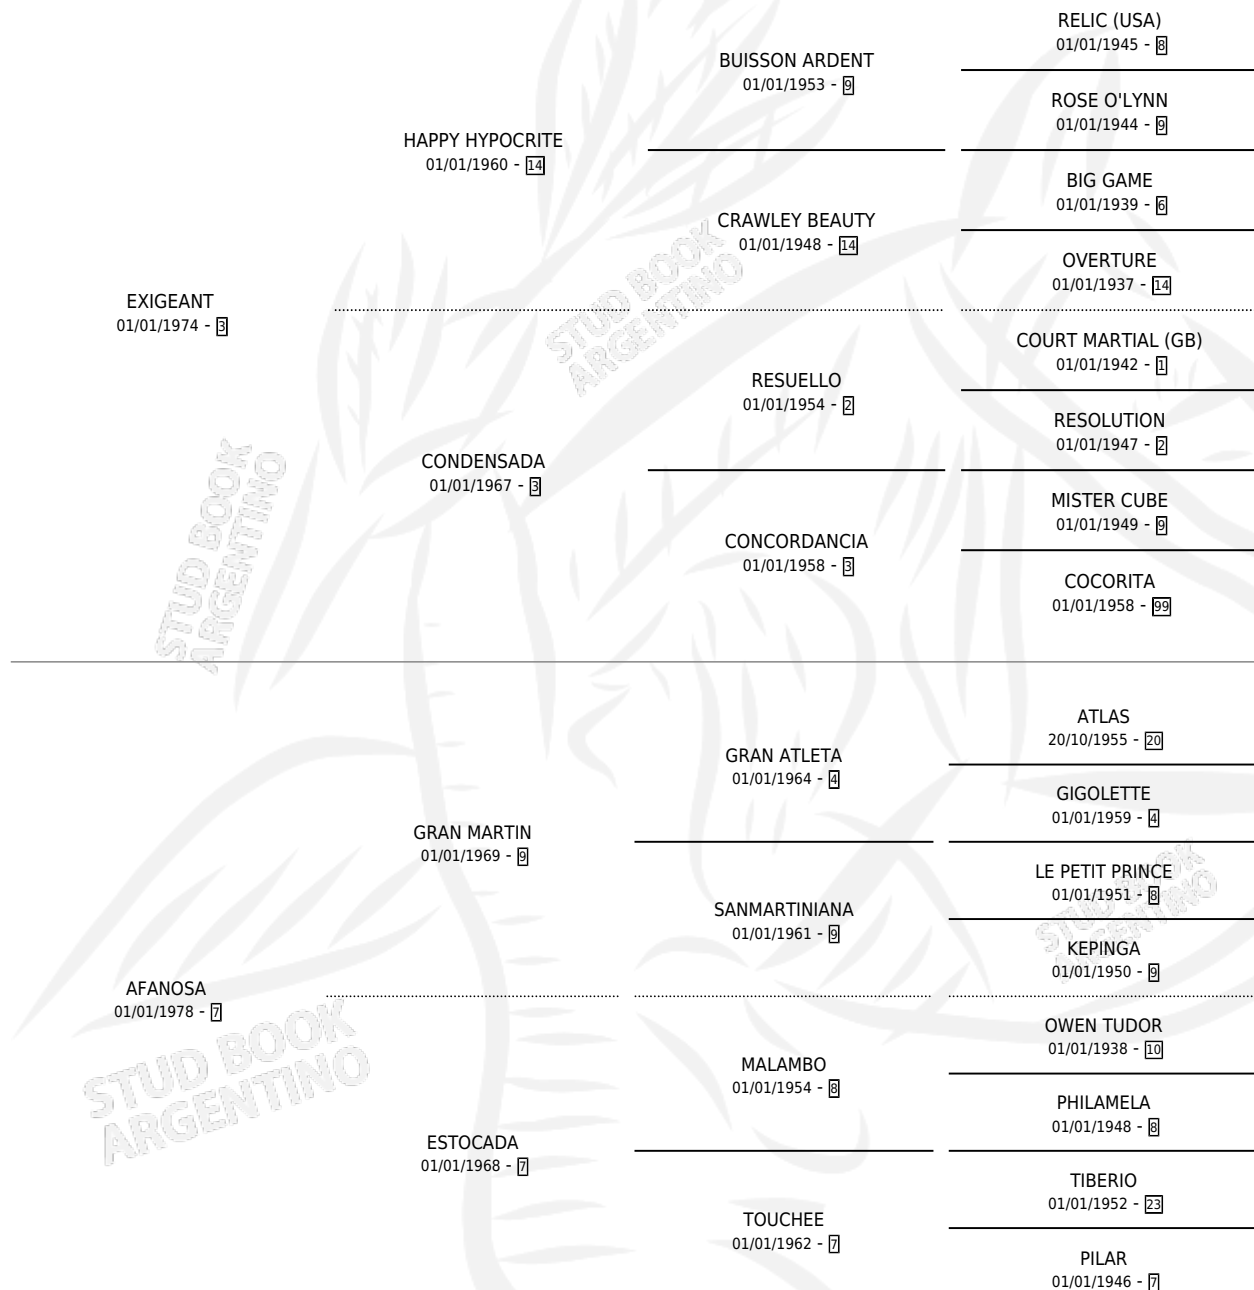 RELIC (USA)
01/01/1945 - 8
BUISSON ARDENT
01/01/1953 - 9
ROSE O'LYNN
01/01/1944 - 9
HAPPY HYPOCRITE
01/01/1960 - 14
BIG GAME
01/01/1939 - 6
CRAWLEY BEAUTY
01/01/1948 - 14
OVERTURE
01/01/1937 - 14
EXIGEANT
01/01/1974 - 3
COURT MARTIAL (GB)
01/01/1942 - 1
RESUELLO
01/01/1954 - 2
RESOLUTION
01/01/1947 - 2
CONDENSADA
01/01/1967 - 3
MISTER CUBE
01/01/1949 - 9
CONCORDANCIA
01/01/1958 - 3
COCORITA
01/01/1958 - 99
ATLAS
20/10/1955 - 20
GRAN ATLETA
01/01/1964 - 4
GIGOLETTE
01/01/1959 - 4
GRAN MARTIN
01/01/1969 - 9
LE PETIT PRINCE
01/01/1951 - 8
SANMARTINIANA
01/01/1961 - 9
KEPINGA
01/01/1950 - 9
AFANOSA
01/01/1978 - 7
OWEN TUDOR
01/01/1938 - 10
MALAMBO
01/01/1954 - 8
PHILAMELA
01/01/1948 - 8
ESTOCADA
01/01/1968 - 7
TIBERIO
01/01/1952 - 23
TOUCHEE
01/01/1962 - 7
PILAR
01/01/1946 - 7
STUD BOOK
ARGENTINO
STUD BOOK
ARGENTINO
STUD BOOK
ARGENTINO
STUD BOOK
ARGENTINO